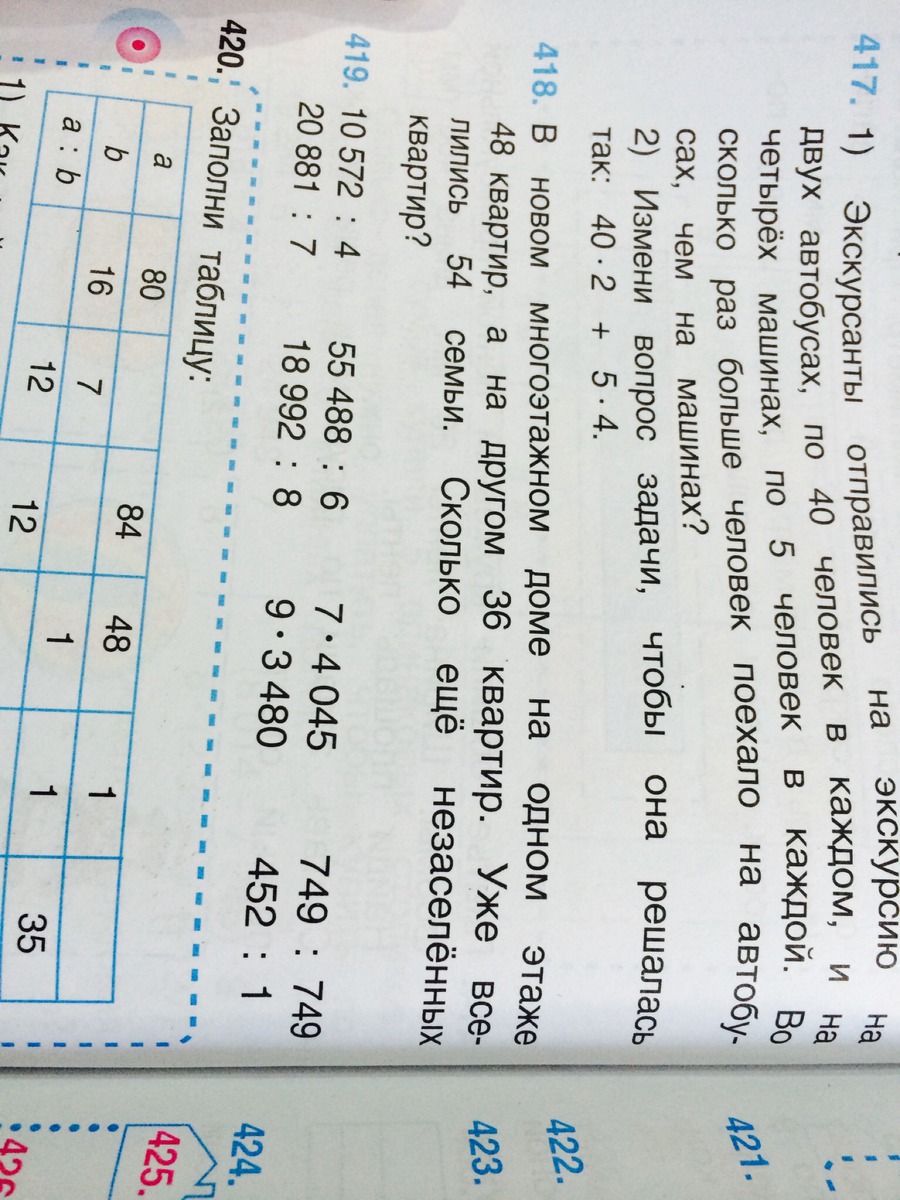 417. 1) Экскурсанты отправились на экскурсию на
двух автобусах, по 40 человек в каждом, и на
четырёх машинах, по 5 человек в каждой. Во
сколько раз больше человек поехало на автобу-
сах, чем на машинах?
2) Измени вопрос задачи, чтобы она решалась
так: 40 · 2 + 5 · 4.
418. В новом многоэтажном доме на одном этаже
48 квартир, а на другом 36 квартир. Уже все-
лились 54 семьи. Сколько ещё незаселённых
квартир?
419. 10 572 : 4 55 488 : 6 7 · 4 045 749 : 749
20 881 : 7 18 992 : 8 9 · 3 480 452 : 1
420. Заполни таблицу:
a 80 84 48 1
b 16 7 1 1 35
a : b 12 12
1)
421.
422.
423.
424.
425.
426